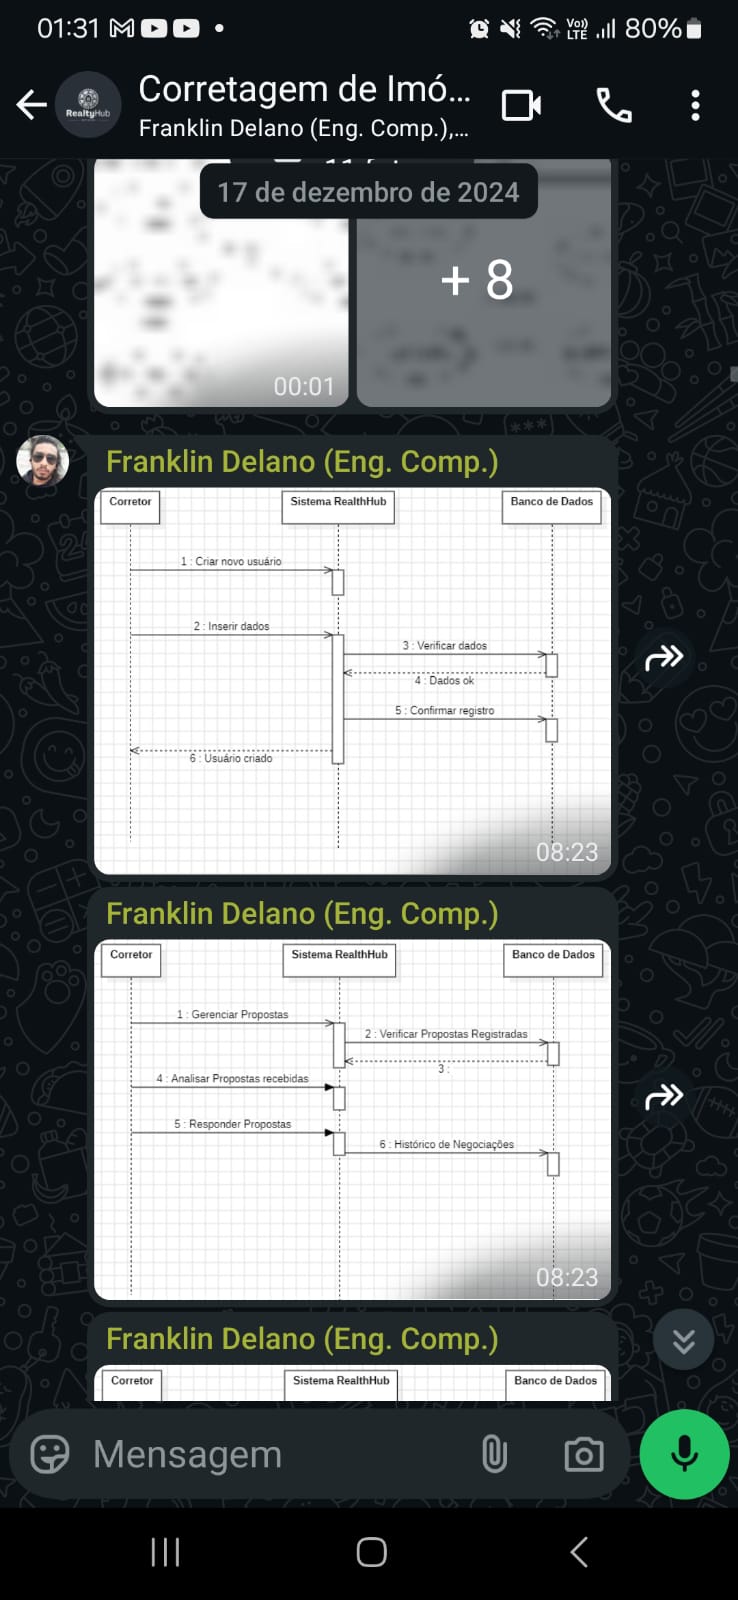 01:31
Vo))
LTE
80%
Corretagem de Imó...
Franklin Delano (Eng. Comp.),...
RealtyHub
17 de dezembro de 2024
+ 8
00:01
Franklin Delano (Eng. Comp.)
Corretor
Sistema RealthHub
Banco de Dados
1 : Criar novo usuário
2 : Inserir dados
3 : Verificar dados
4 : Dados ok
5 : Confirmar registro
6 : Usuário criado
08:23
Franklin Delano (Eng. Comp.)
Corretor
Sistema RealthHub
Banco de Dados
1 : Gerenciar Propostas
2 : Verificar Propostas Registradas
3 :
4 : Analisar Propostas recebidas
5 : Responder Propostas
6 : Histórico de Negociações
08:23
Franklin Delano (Eng. Comp.)
Corretor
Sistema RealthHub
Banco de Dados
Mensagem